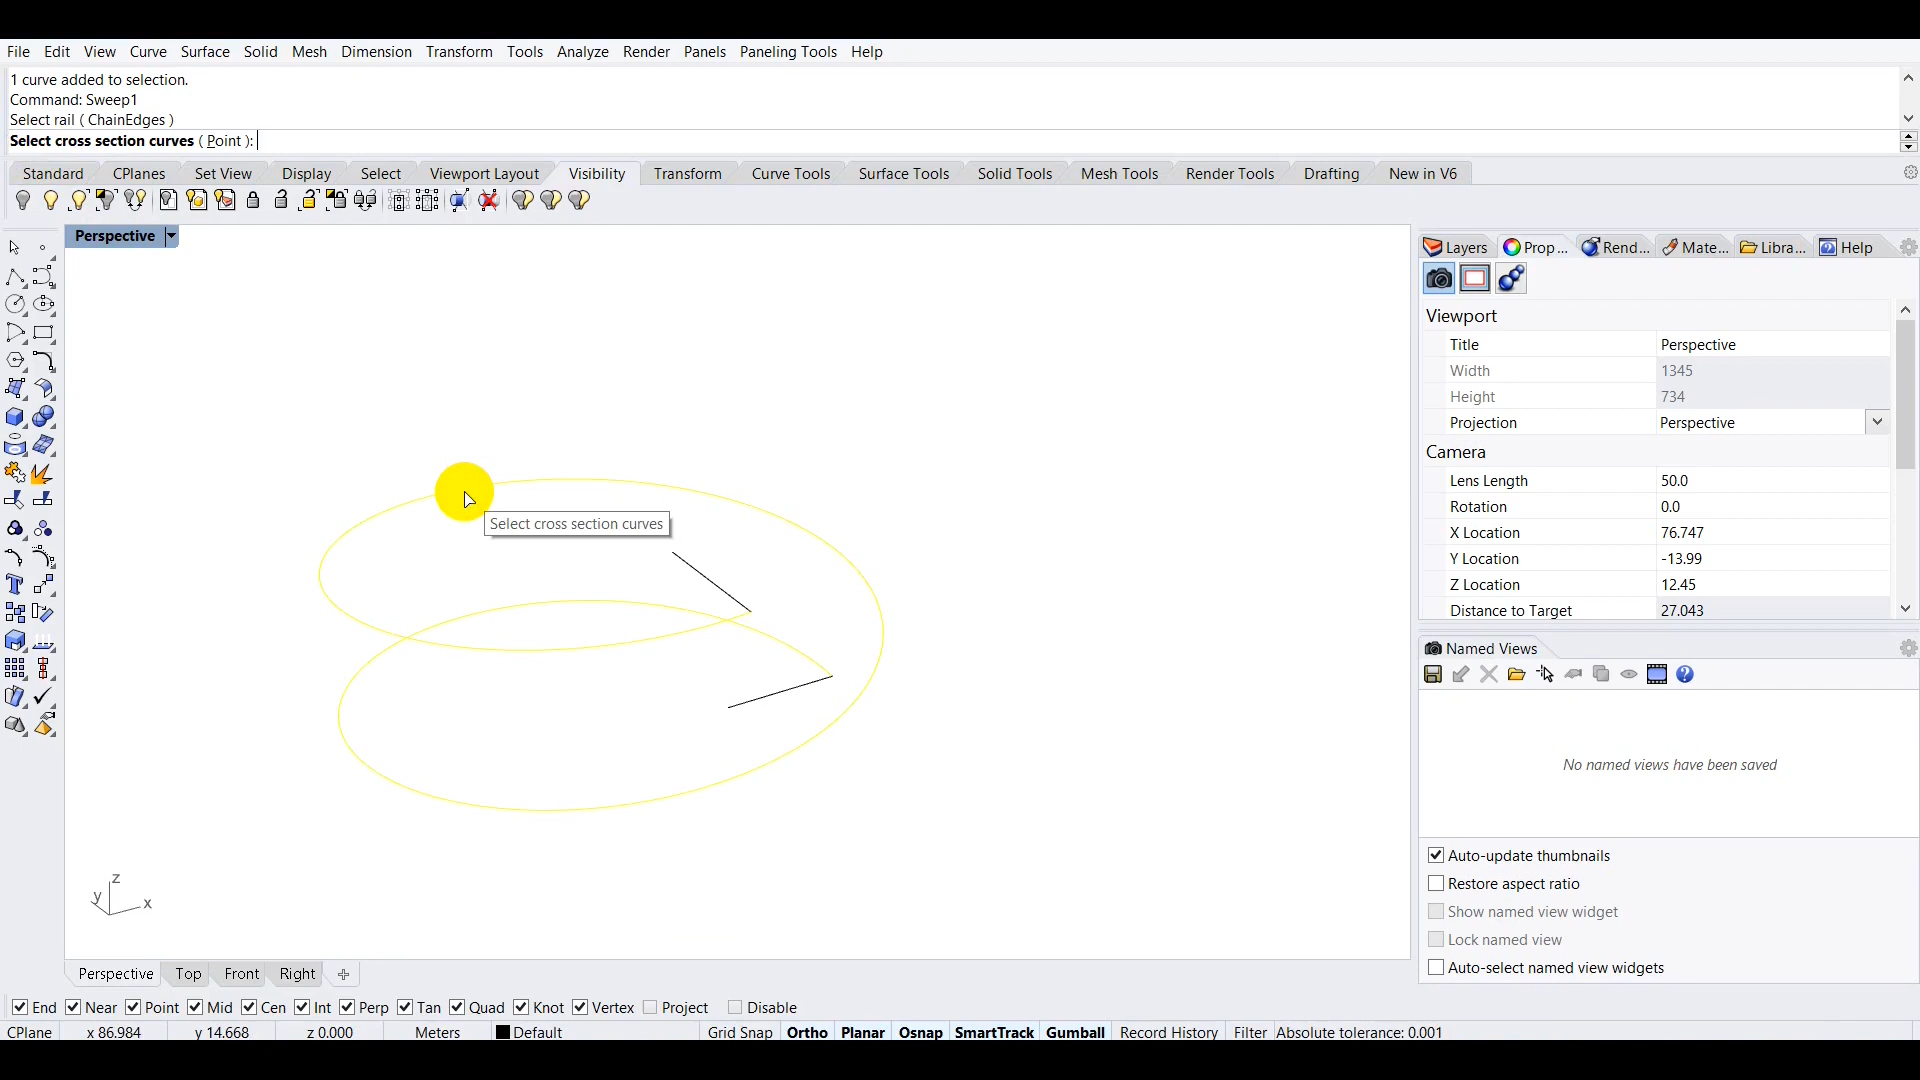 File Edit View Curve Surface Solid Mesh Dimension Transform Tools Analyze Render Panels Paneling Tools Help
1 curve added to selection.
Command: Sweep1
Select rail ( ChainEdges )
Select cross section curves ( Point ):
Standard CPlanes Set View Display Select Viewport Layout Visibility Transform Curve Tools Surface Tools Solid Tools Mesh Tools Render Tools Drafting New in V6
Perspective
Layers Prop... Rend... Mate... Libra... Help
Viewport
Title Perspective
Width 1345
Height 734
Projection Perspective
Camera
Lens Length 50.0
Rotation 0.0
X Location 76.747
Y Location -13.99
Z Location 12.45
Distance to Target 27.043
Select cross section curves
Named Views
No named views have been saved
Auto-update thumbnails
Restore aspect ratio
Show named view widget
Lock named view
Auto-select named view widgets
z
y x
Perspective Top Front Right
End Near Point Mid Cen Int Perp Tan Quad Knot Vertex Project Disable
CPlane x 86.984 y 14.668 z 0.000 Meters Default Grid Snap Ortho Planar Osnap SmartTrack Gumball Record History Filter Absolute tolerance: 0.001